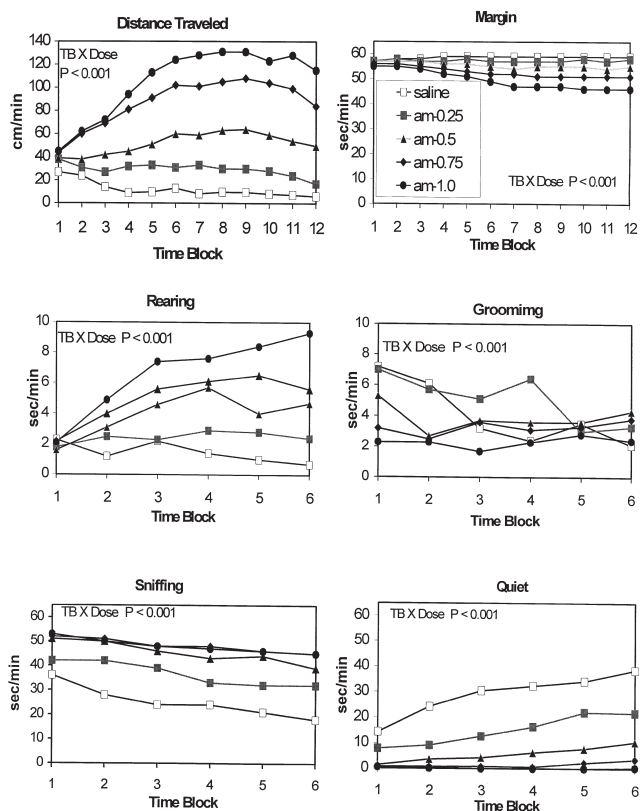 Distance Traveled
140
120
100
80
60
40
20
0
cm/min
TB X Dose
P < 0.001
1 2 3 4 5 6 7 8 9 10 11 12
Time Block
Margin
60
50
40
30
20
10
0
sec/min
saline
am-0.25
am-0.5
am-0.75
am-1.0
TB X Dose P < 0.001
1 2 3 4 5 6 7 8 9 10 11 12
Time Block
Rearing
10
8
6
4
2
0
sec/min
TB X Dose P < 0.001
1 2 3 4 5 6
Time Block
Groomimg
10
8
6
4
2
0
sec/min
TB X Dose P < 0.001
1 2 3 4 5 6
Time Block
Sniffing
60
50
40
30
20
10
0
sec/min
TB X Dose P < 0.001
1 2 3 4 5 6
Time Block
Quiet
60
50
40
30
20
10
0
sec/min
TB X Dose P < 0.001
1 2 3 4 5 6
Time Block